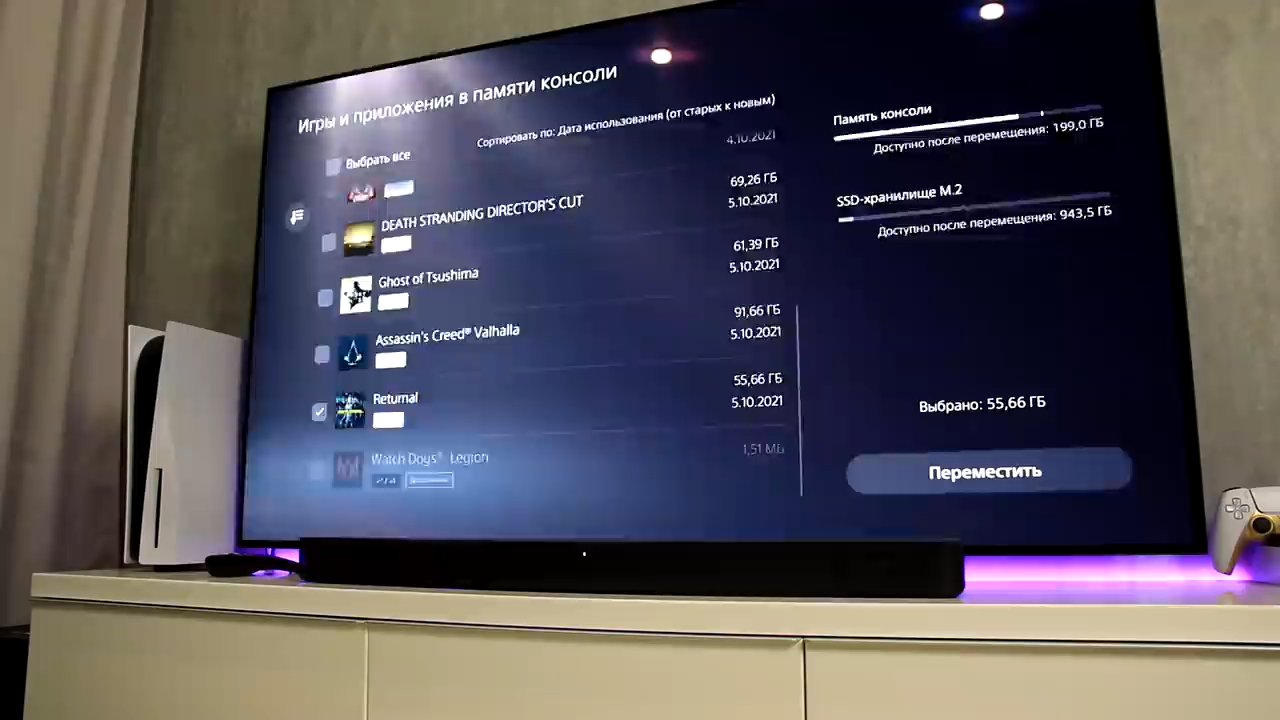 Игры и приложения в памяти консоли
Сортировать по: Дата использования (от старых к новым)
Выбрать все
4.10.2021
DEATH STRANDING DIRECTOR'S CUT
69,26 ГБ
5.10.2021
Ghost of Tsushima
61,39 ГБ
5.10.2021
Assassin's Creed® Valhalla
91,66 ГБ
5.10.2021
Returnal
55,66 ГБ
5.10.2021
Watch Dogs® Legion
1,51 МБ
Память консоли
Доступно после перемещения: 199,0 ГБ
SSD-хранилище M.2
Доступно после перемещения: 943,5 ГБ
Выбрано: 55,66 ГБ
Переместить